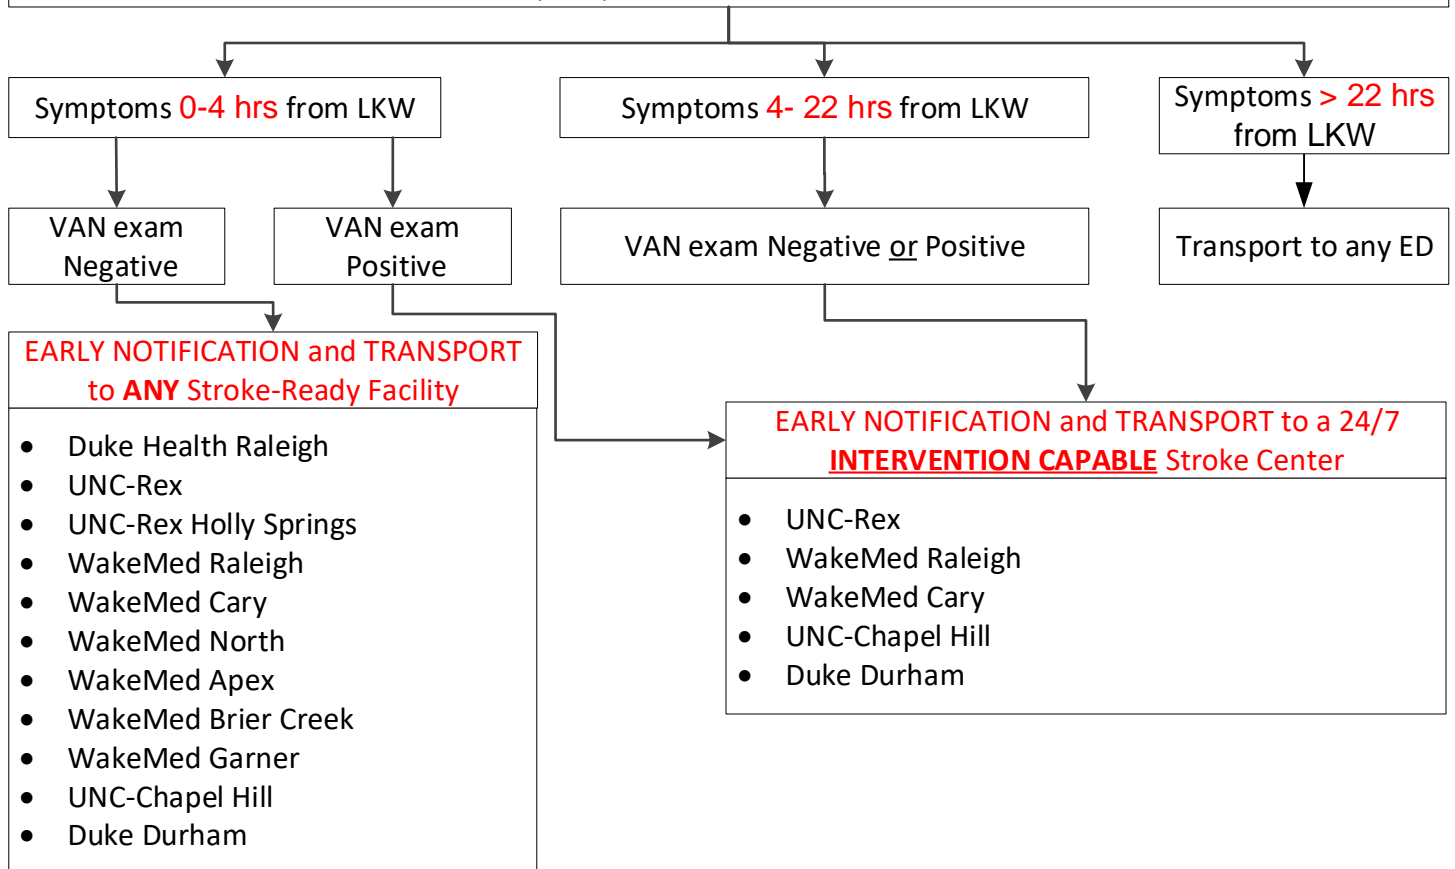 Symptoms 0-4 hrs from LKW
Symptoms 4- 22 hrs from LKW
Symptoms > 22 hrs
from LKW
VAN exam
Negative
VAN exam
Positive
VAN exam Negative or Positive
Transport to any ED
EARLY NOTIFICATION and TRANSPORT
to ANY Stroke-Ready Facility
• Duke Health Raleigh
• UNC-Rex
• UNC-Rex Holly Springs
• WakeMed Raleigh
• WakeMed Cary
• WakeMed North
• WakeMed Apex
• WakeMed Brier Creek
• WakeMed Garner
• UNC-Chapel Hill
• Duke Durham
EARLY NOTIFICATION and TRANSPORT to a 24/7
INTERVENTION CAPABLE Stroke Center
• UNC-Rex
• WakeMed Raleigh
• WakeMed Cary
• UNC-Chapel Hill
• Duke Durham